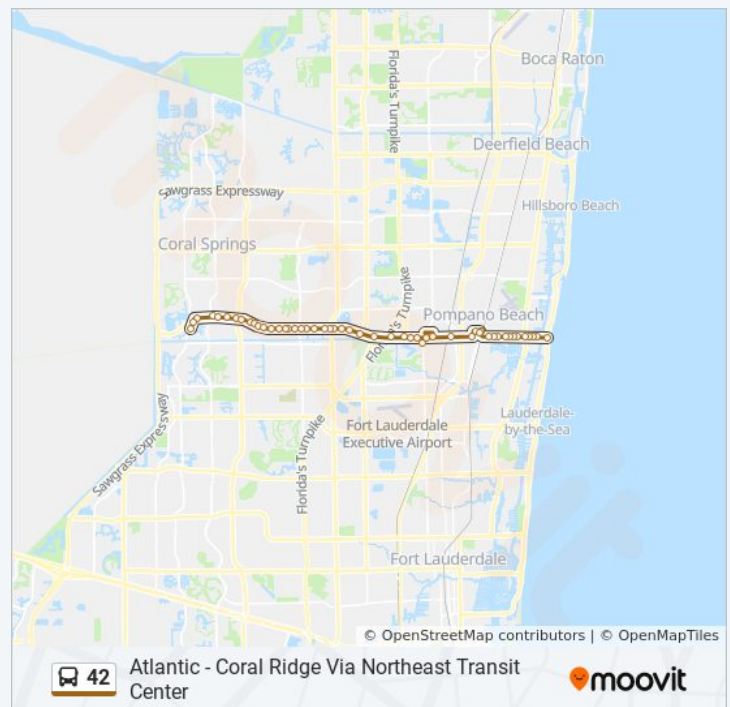 Boca Raton
Florida's Turnpike
Deerfield Beach
Sawgrass Expressway
Hillsboro Beach
Coral Springs
Florida's Turnpike
Pompano Beach
Fort Lauderdale
Executive Airport
Lauderdale-
by-the-Sea
Sawgrass Expressway
Florida's Turnpike
Fort Lauderdale
© OpenStreetMap contributors | © OpenMapTiles
42
Atlantic - Coral Ridge Via Northeast Transit
Center
moovit